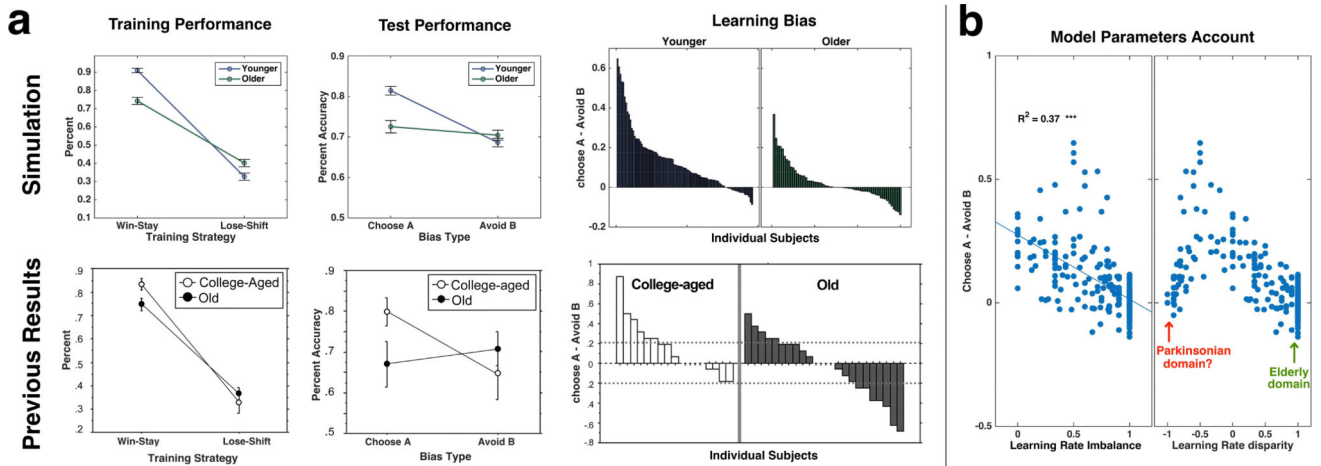 a
Training Performance
Test Performance
Learning Bias
b
Model Parameters Account
Simulation
Previous Results
Percent
0.9
0.8
0.7
0.6
0.5
0.4
0.3
0.2
0.1
Younger
Older
Win-Stay
Lose-Shift
Training Strategy
Percent Accuracy
0.9
0.8
0.7
0.6
0.5
Younger
Older
Choose A
Avoid B
Bias Type
Younger
Older
choose A - Avoid B
0.6
0.4
0.2
0
-0.2
Individual Subjects
Percent
.9
.8
.7
.6
.5
.4
.3
.2
College-Aged
Old
Win-Stay
Lose-Shift
Training Strategy
Percent Accuracy
.9
.8
.7
.6
.5
College-aged
Old
Choose A
Avoid B
Bias Type
choose A - Avoid B
1
.8
.6
.4
.2
0
.2
.4
.6
.8
College-aged
Old
Individual Subjects
Choose A - Avoid B
1
0.5
0
-0.5
R² = 0.37 ***
Parkinsonian
domain?
Elderly
domain
0
0.5
1
Learning Rate Imbalance
-1
-0.5
0
0.5
1
Learning Rate disparity